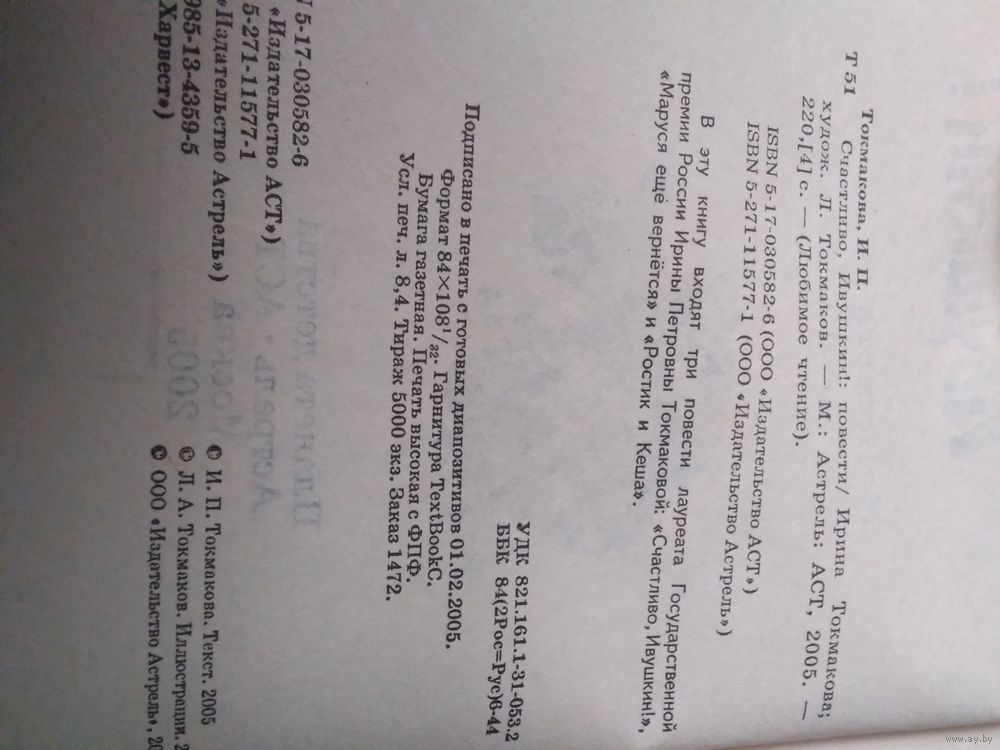 Токмакова, И. П.
Т 51 Счастливо, Ивушкин!: повести/ Ирина Токмакова;
худож. Л. Токмаков. — М.: Астрель: АСТ, 2005. —
220,[4] с. — (Любимое чтение).
ISBN 5-17-030582-6 (ООО «Издательство АСТ»)
ISBN 5-271-11577-1 (ООО «Издательство Астрель»)
В эту книгу входят три повести лауреата Государственной
премии России Ирины Петровны Токмаковой: «Счастливо, Ивушкин!»,
«Маруся ещё вернётся» и «Ростик и Кеша».
УДК 821.161.1-31-053.2
ББК 84(2Рос=Рус)6-44
Подписано в печать с готовых диапозитивов 01.02.2005.
Формат 84×108 1/32. Гарнитура TextBookC.
Бумага газетная. Печать высокая с ФПФ.
Усл. печ. л. 8,4. Тираж 5000 экз. Заказ 1472.
N 5-17-030582-6
«Издательство АСТ»)
5-271-11577-1
«Издательство Астрель»)
985-13-4359-5
Харвест»)
© И. П. Токмакова. Текст. 2005
© Л. А. Токмаков. Иллюстрации. 2
© ООО «Издательство Астрель», 20
www.ay.by